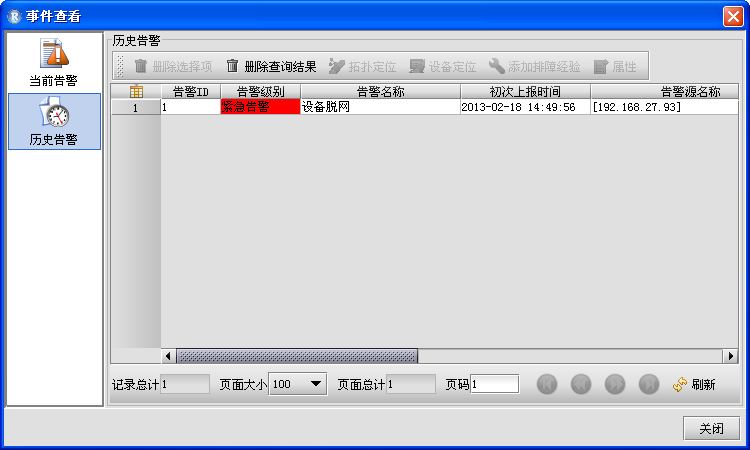 事件查看
当前告警
历史告警
历史告警
删除选择项 删除查询结果 拓扑定位 设备定位 添加排障经验 属性
告警ID 告警级别 告警名称 初次上报时间 告警源名称
1 1 紧急告警 设备脱网 2013-02-18 14:49:56 [192.168.27.93]
记录总计 1 页面大小 100 页面总计 1 页码 1 刷新
关闭